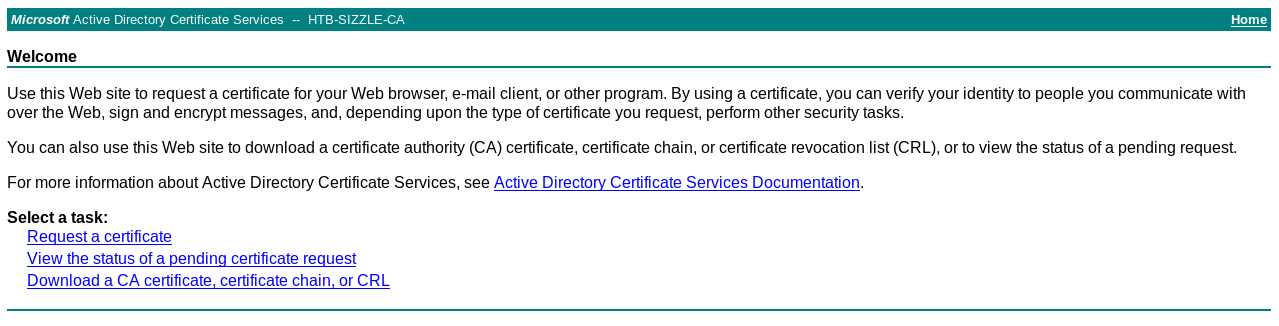 Microsoft Active Directory Certificate Services  --  HTB-SIZZLE-CA Home
Welcome
Use this Web site to request a certificate for your Web browser, e-mail client, or other program. By using a certificate, you can verify your identity to people you communicate with
over the Web, sign and encrypt messages, and, depending upon the type of certificate you request, perform other security tasks.
You can also use this Web site to download a certificate authority (CA) certificate, certificate chain, or certificate revocation list (CRL), or to view the status of a pending request.
For more information about Active Directory Certificate Services, see Active Directory Certificate Services Documentation.
Select a task:
Request a certificate
View the status of a pending certificate request
Download a CA certificate, certificate chain, or CRL